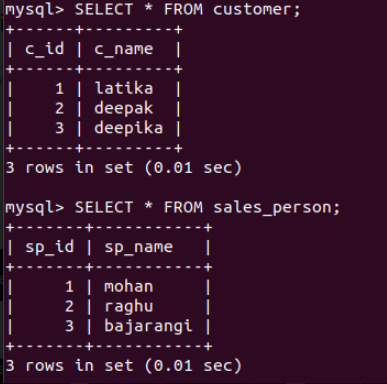 mysql> SELECT * FROM customer;
+------+---------+
| c_id | c_name  |
+------+---------+
|    1 | latika  |
|    2 | deepak  |
|    3 | deepika |
+------+---------+
3 rows in set (0.01 sec)
mysql> SELECT * FROM sales_person;
+-------+-----------+
| sp_id | sp_name   |
+-------+-----------+
|     1 | mohan     |
|     2 | raghu     |
|     3 | bajarangi |
+-------+-----------+
3 rows in set (0.01 sec)